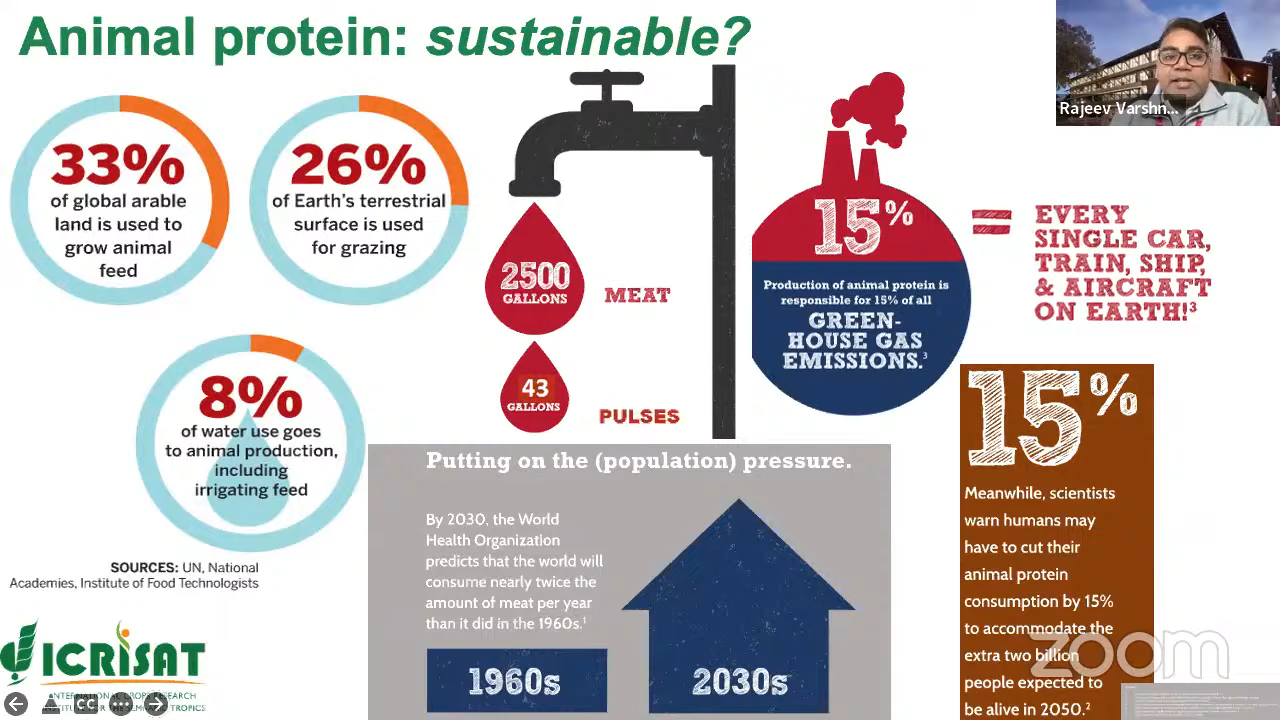 Animal protein: sustainable?
Rajeev Varshn...
33%
of global arable
land is used to
grow animal
feed
26%
of Earth's terrestrial
surface is used
for grazing
8%
of water use goes
to animal production,
including
irrigating feed
SOURCES: UN, National
Academies, Institute of Food Technologists
2500
GALLONS
MEAT
43
GALLONS
PULSES
15%
Production of animal protein is
responsible for 15% of all
GREEN-
HOUSE GAS
EMISSIONS.3
=
EVERY
SINGLE CAR,
TRAIN, SHIP,
& AIRCRAFT
ON EARTH!3
Putting on the (population) pressure.
By 2030, the World
Health Organization
predicts that the world will
consume nearly twice the
amount of meat per year
than it did in the 1960s.1
1960s
2030s
15%
Meanwhile, scientists
warn humans may
have to cut their
animal protein
consumption by 15%
to accommodate the
extra two billion
people expected to
be alive in 2050.2
zoom
ICRISAT
INTERNATIONAL CROPS RESEARCH
TROPICS
CC